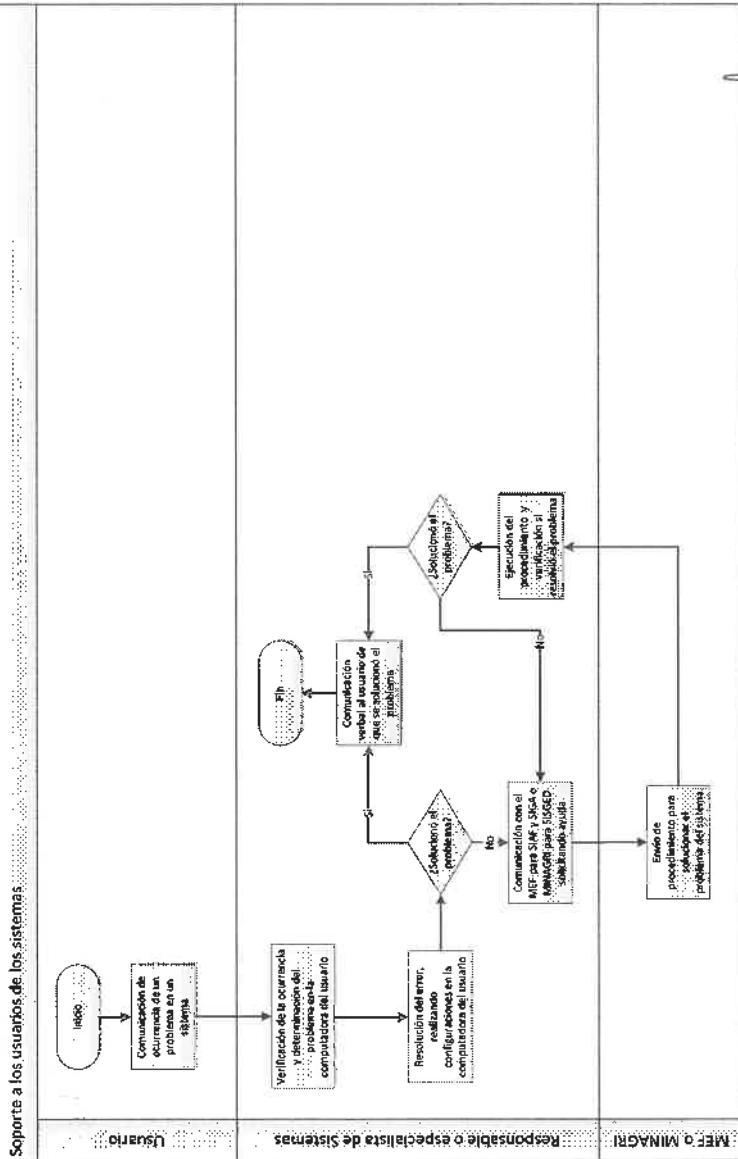 Soporte a los usuarios de los sistemas
Usuario
Inicio
Comunicación de
ocurrencia de un
problema en un
sistema
Responsable o especialista de Sistemas
Verificación de la ocurrencia
y determinación del
problema en la
computadora del usuario
Resolución del error,
realizando
configuraciones en la
computadora del usuario
¿Solucionó el
problema?
Si
No
Comunicación con el
MEF para SIAF y SIGA o
MINAGRI para SISGED
solicitando ayuda
Comunicación
verbal al usuario de
que se solucionó el
problema
Fin
¿Solucionó el
problema?
Si
No
Ejecución del
procedimiento y
verificación si
resolvió el problema
MEF o MINAGRI
Envío de
procedimiento para
solucionar el
problema del sistema